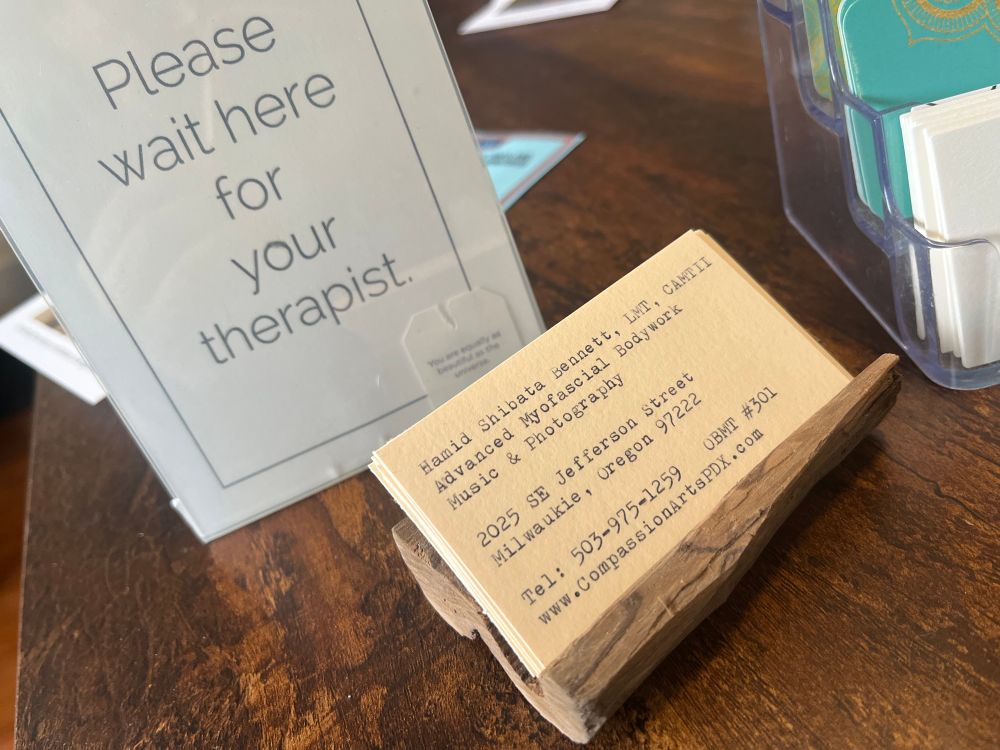 Please
wait here
for
your
therapist.
You are equally as
beautiful as the
universe.
Hamid Shibata Bennett, LMT, CAMTII
Advanced Myofascial Bodywork
Music & Photography
2025 SE Jefferson Street
Milwaukie, Oregon 97222
Tel: 503-975-1259 OBMT #301
www.CompassionArtsPDX.com